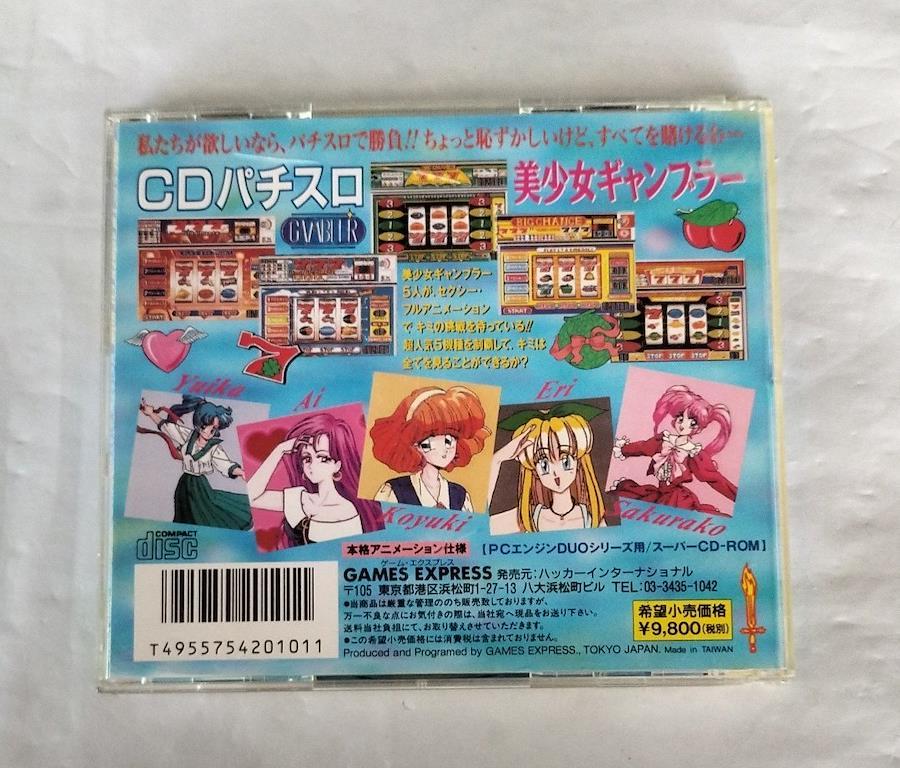 私たちが欲しいなら、パチスロで勝負!! ちょっと恥ずかしいけど、すべてを賭けるわ…
CDパチスロ
美少女ギャンブラー
GAMBLER
BIGCHANCE
美少女ギャンブラー
5人が、セクシー・
フルアニメーション
で キミの挑戦を待っている!!
超人気5機種を制覇して、キミは
全てを見ることができるか?
7
Yuika
Ai
Koyuki
Eri
Sakurako
COMPACT
disc
本格アニメーション仕様
【PCエンジンDUOシリーズ用/スーパーCD-ROM】
ゲーム・エクスプレス
GAMES EXPRESS 発売元:ハッカーインターナショナル
〒105 東京都港区浜松町1-27-13 八大浜松町ビル TEL:03-3435-1042
●当商品は厳重な管理ののち販売致しておりますが、
万一不良な点にお気付きの際は、当社宛へ現品をお送り下さい。
送料当社負担にて、お取り替えさせていただきます。
●この希望小売価格には消費税は含まれておりません。
Produced and Programed by GAMES EXPRESS., TOKYO JAPAN. Made in TAIWAN
希望小売価格
¥9,800(税別)
T4955754201011